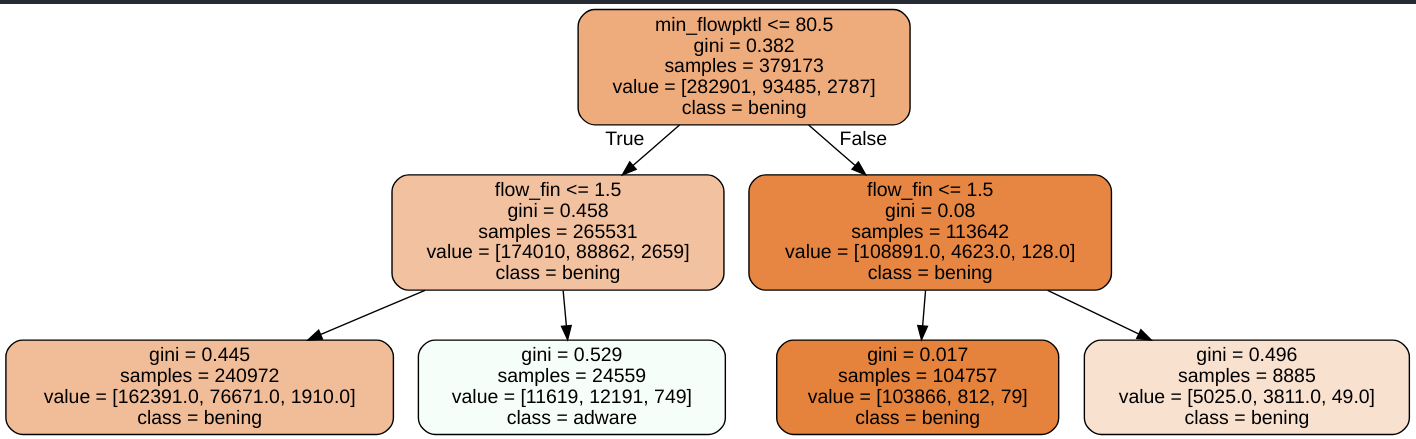 min_flowpktl <= 80.5
gini = 0.382
samples = 379173
value = [282901, 93485, 2787]
class = bening
True
False
flow_fin <= 1.5
gini = 0.458
samples = 265531
value = [174010, 88862, 2659]
class = bening
flow_fin <= 1.5
gini = 0.08
samples = 113642
value = [108891.0, 4623.0, 128.0]
class = bening
gini = 0.445
samples = 240972
value = [162391.0, 76671.0, 1910.0]
class = bening
gini = 0.529
samples = 24559
value = [11619, 12191, 749]
class = adware
gini = 0.017
samples = 104757
value = [103866, 812, 79]
class = bening
gini = 0.496
samples = 8885
value = [5025.0, 3811.0, 49.0]
class = bening